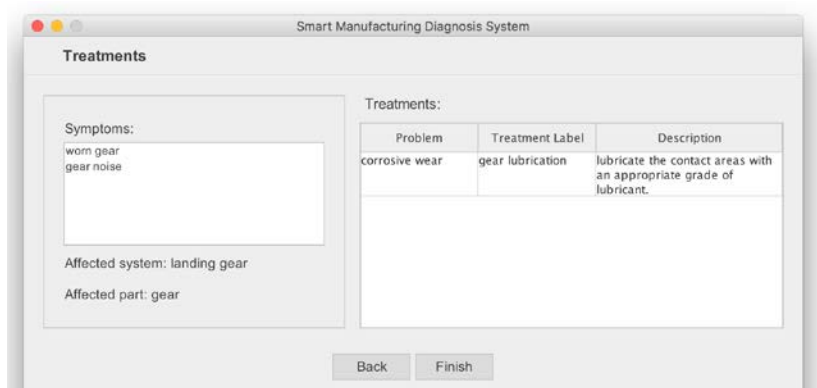 Smart Manufacturing Diagnosis System
Treatments
Symptoms:
worn gear
gear noise
Affected system: landing gear
Affected part: gear
Treatments:
Problem Treatment Label Description
corrosive wear gear lubrication lubricate the contact areas with
an appropriate grade of
lubricant.
Back Finish